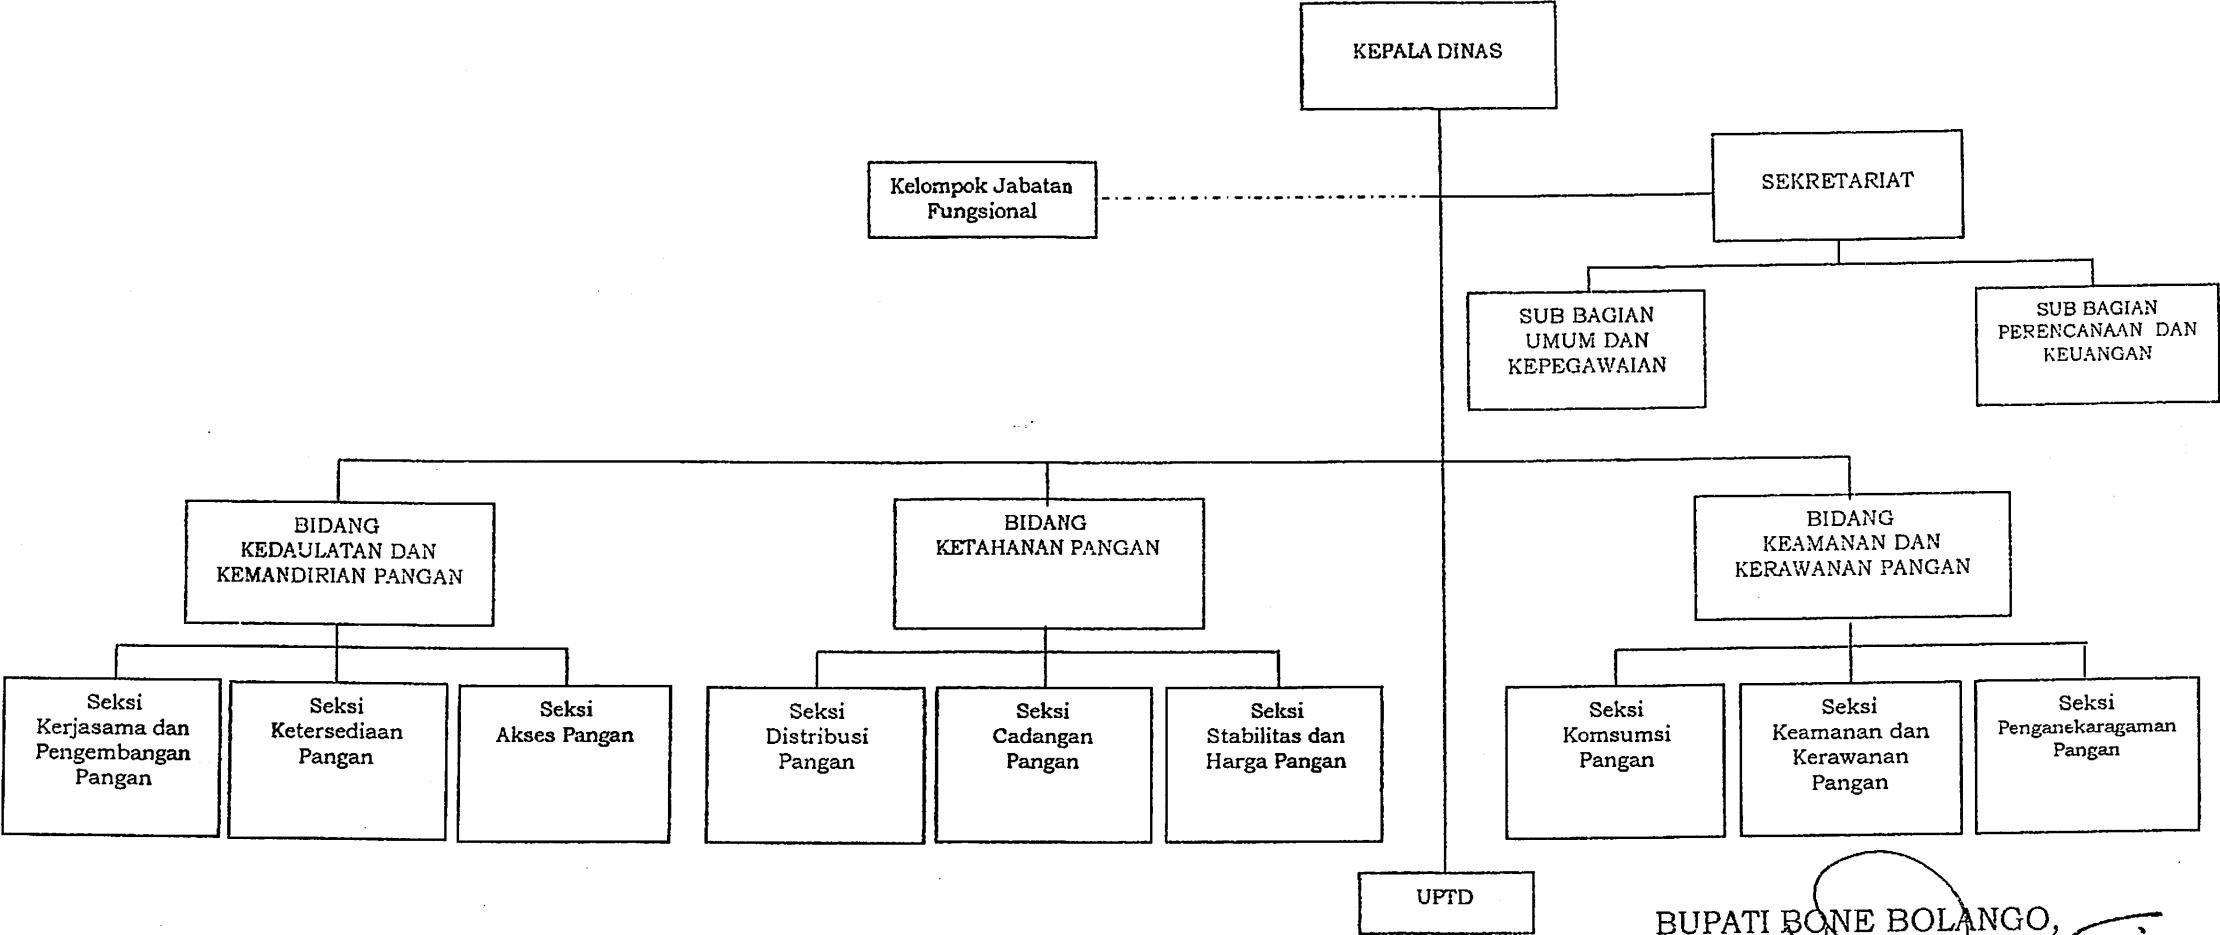 KEPALA DINAS
Kelompok Jabatan
Fungsional
SEKRETARIAT
SUB BAGIAN
UMUM DAN
KEPEGAWAIAN
SUB BAGIAN
PERENCANAAN DAN
KEUANGAN
BIDANG
KEDAULATAN DAN
KEMANDIRIAN PANGAN
BIDANG
KETAHANAN PANGAN
BIDANG
KEAMANAN DAN
KERAWANAN PANGAN
Seksi
Kerjasama dan
Pengembangan
Pangan
Seksi
Ketersediaan
Pangan
Seksi
Akses Pangan
Seksi
Distribusi
Pangan
Seksi
Cadangan
Pangan
Seksi
Stabilitas dan
Harga Pangan
Seksi
Komsumsi
Pangan
Seksi
Keamanan dan
Kerawanan
Pangan
Seksi
Penganekaragaman
Pangan
UPTD
BUPATI BONE BOLANGO,